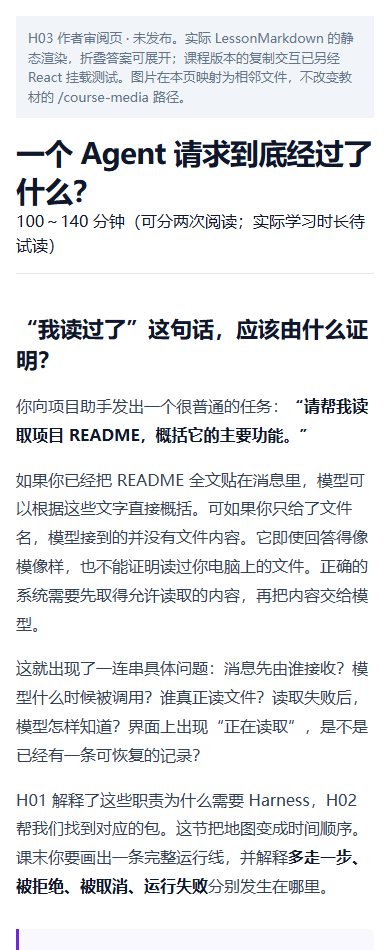 H03 作者审阅页 · 未发布。实际 LessonMarkdown 的静
态渲染，折叠答案可展开；课程版本的复制交互已另经
React 挂载测试。图片在本页映射为相邻文件，不改变教
材的 /course-media 路径。
一个 Agent 请求到底经过了
什么？
100～140 分钟（可分两次阅读；实际学习时长待
试读）
“我读过了”这句话，应该由什么证
明？
你向项目助手发出一个很普通的任务：“请帮我读
取项目 README，概括它的主要功能。”
如果你已经把 README 全文贴在消息里，模型可
以根据这些文字直接概括。可如果你只给了文件
名，模型接到的并没有文件内容。它即使回答得像
模像样，也不能证明读过你电脑上的文件。正确的
系统需要先取得允许读取的内容，再把内容交给模
型。
这就出现了一连串具体问题：消息先由谁接收？模
型什么时候被调用？谁真正读文件？读取失败后，
模型怎样知道？界面上出现“正在读取”，是不是
已经有一条可恢复的记录？
H01 解释了这些职责为什么需要 Harness，H02
帮我们找到对应的包。这节把地图变成时间顺序。
课末你要画出一条完整运行线，并解释多走一步、
被拒绝、被取消、运行失败分别发生在哪里。